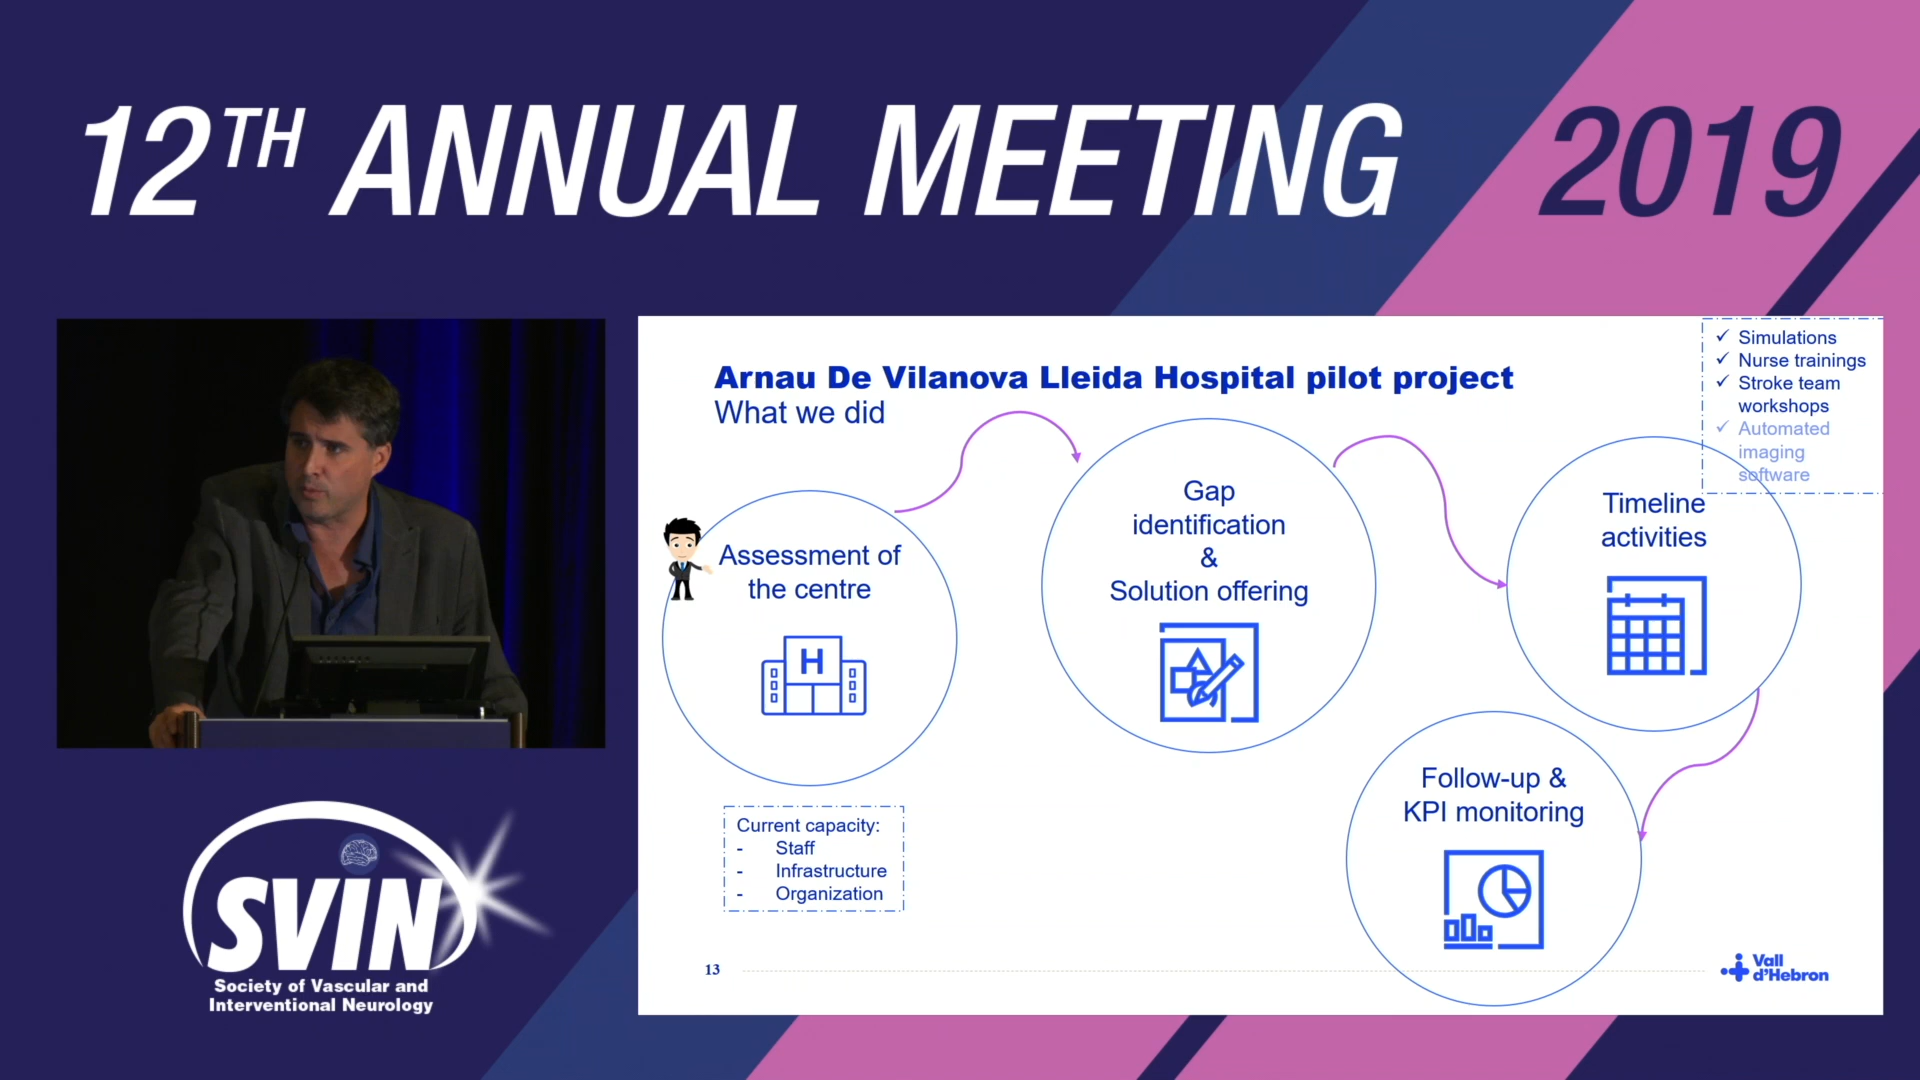 12TH ANNUAL MEETING 2019
Arnau De Vilanova Lleida Hospital pilot project
What we did
✓ Simulations
✓ Nurse trainings
✓ Stroke team
workshops
✓ Automated
imaging
software
Assessment of
the centre
H
Gap
identification
&
Solution offering
Timeline
activities
Follow-up &
KPI monitoring
Current capacity:
- Staff
- Infrastructure
- Organization
13
Vall
d'Hebron
SVIN
Society of Vascular and
Interventional Neurology